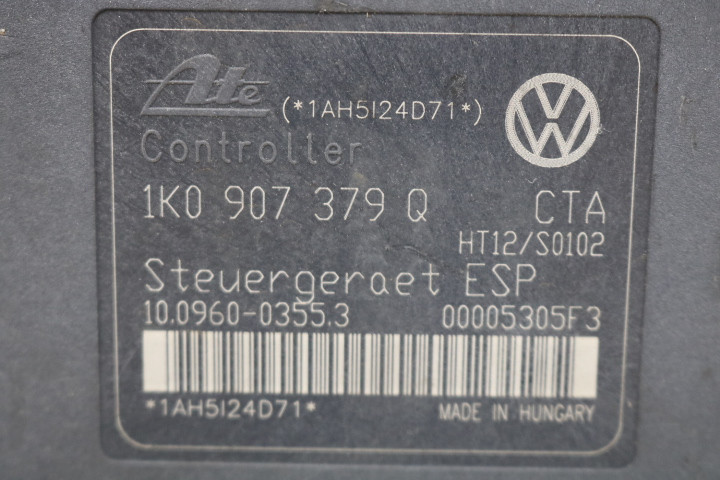 Ate (*1AH5I24D71*)
Controller
1K0 907 379 Q CTA
HT12/S0102
Steuergeraet ESP
10.0960-0355.3 00005305F3
*1AH5I24D71* MADE IN HUNGARY